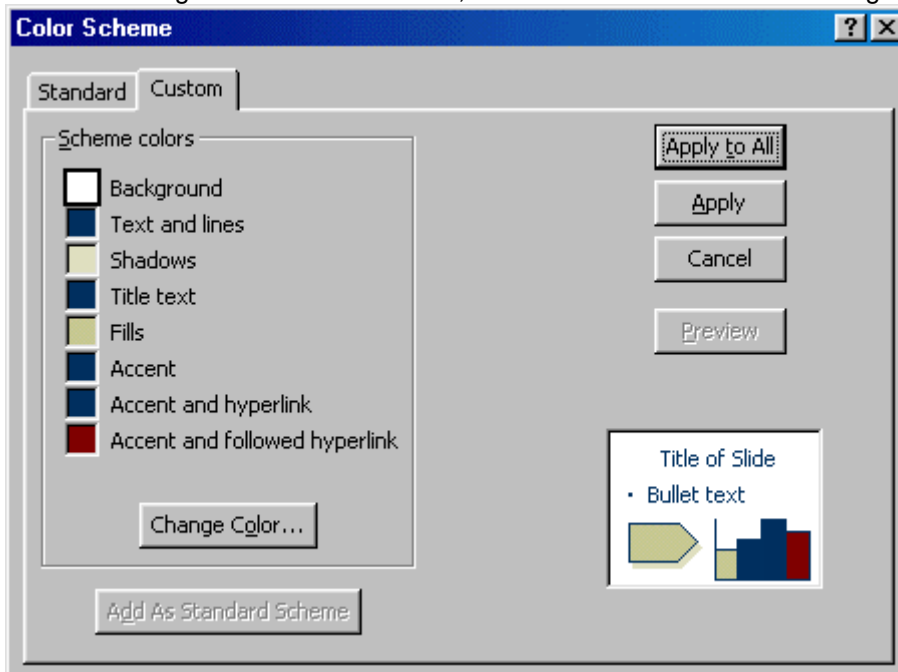 Color Scheme
Standard Custom
Scheme colors
Background
Text and lines
Shadows
Title text
Fills
Accent
Accent and hyperlink
Accent and followed hyperlink
Change Color...
Add As Standard Scheme
Apply to All
Apply
Cancel
Preview
Title of Slide
• Bullet text